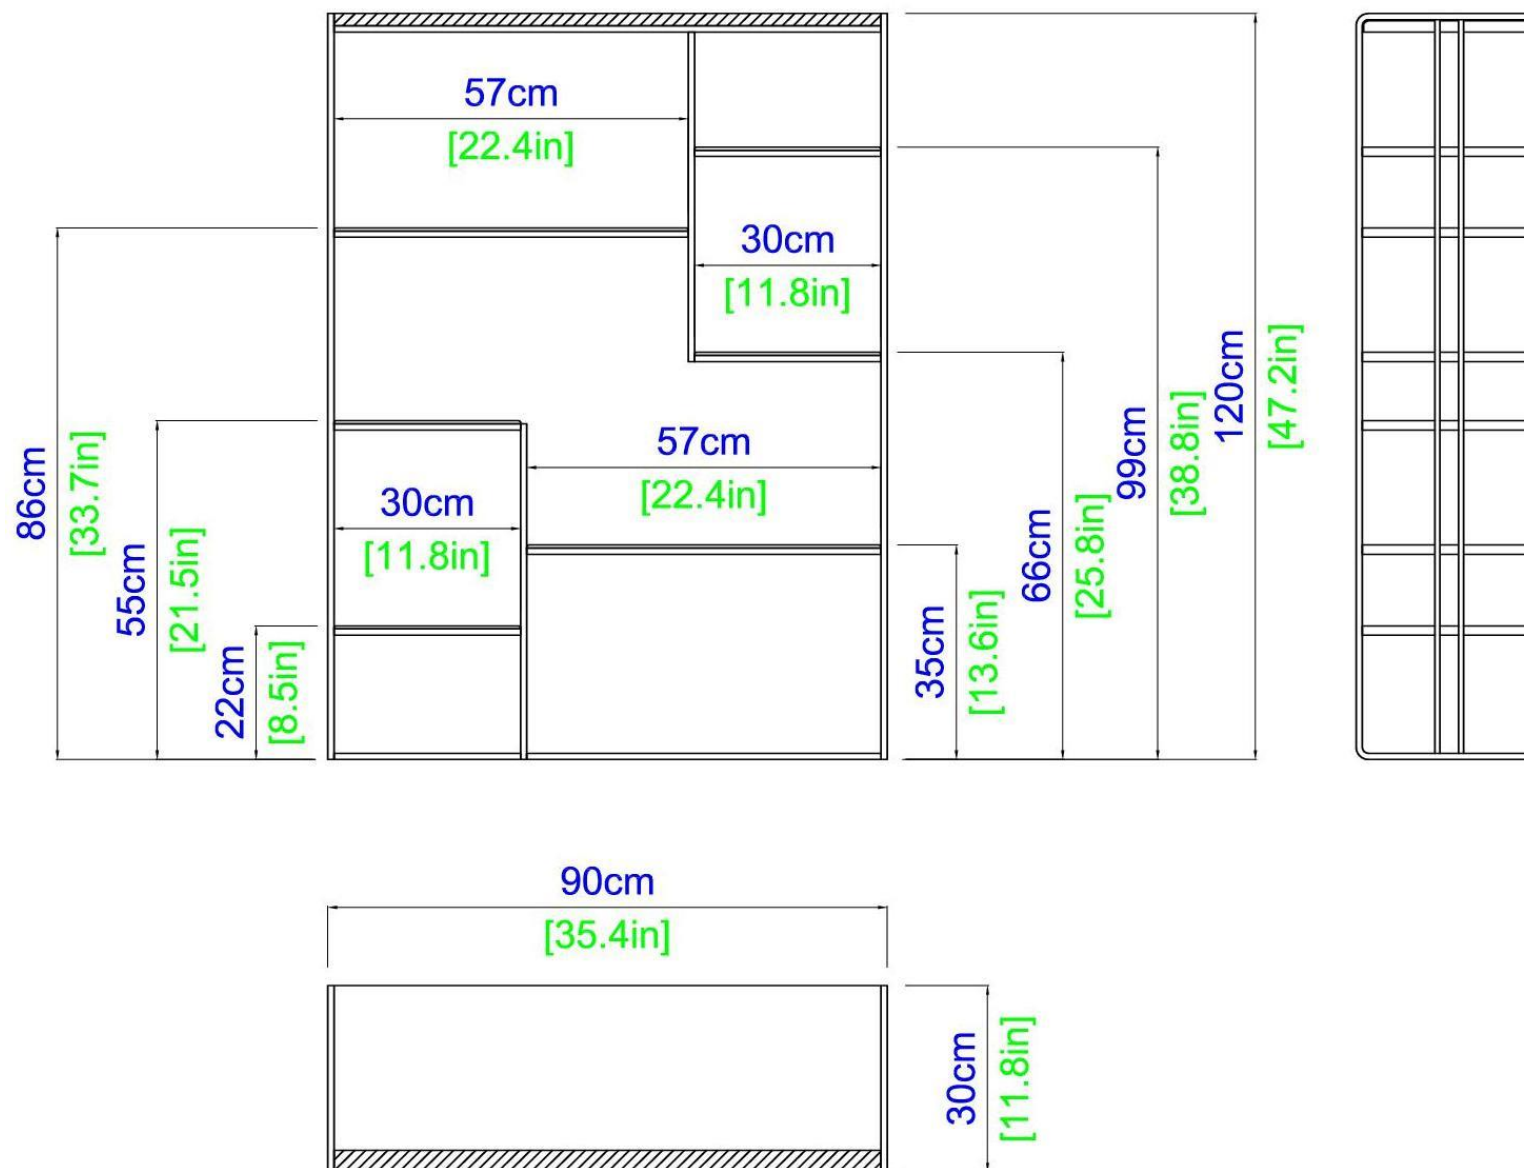 57cm
[22.4in]
30cm
[11.8in]
57cm
[22.4in]
30cm
[11.8in]
86cm
[33.7in]
55cm
[21.5in]
22cm
[8.5in]
35cm
[13.6in]
66cm
[25.8in]
99cm
[38.8in]
120cm
[47.2in]
90cm
[35.4in]
30cm
[11.8in]